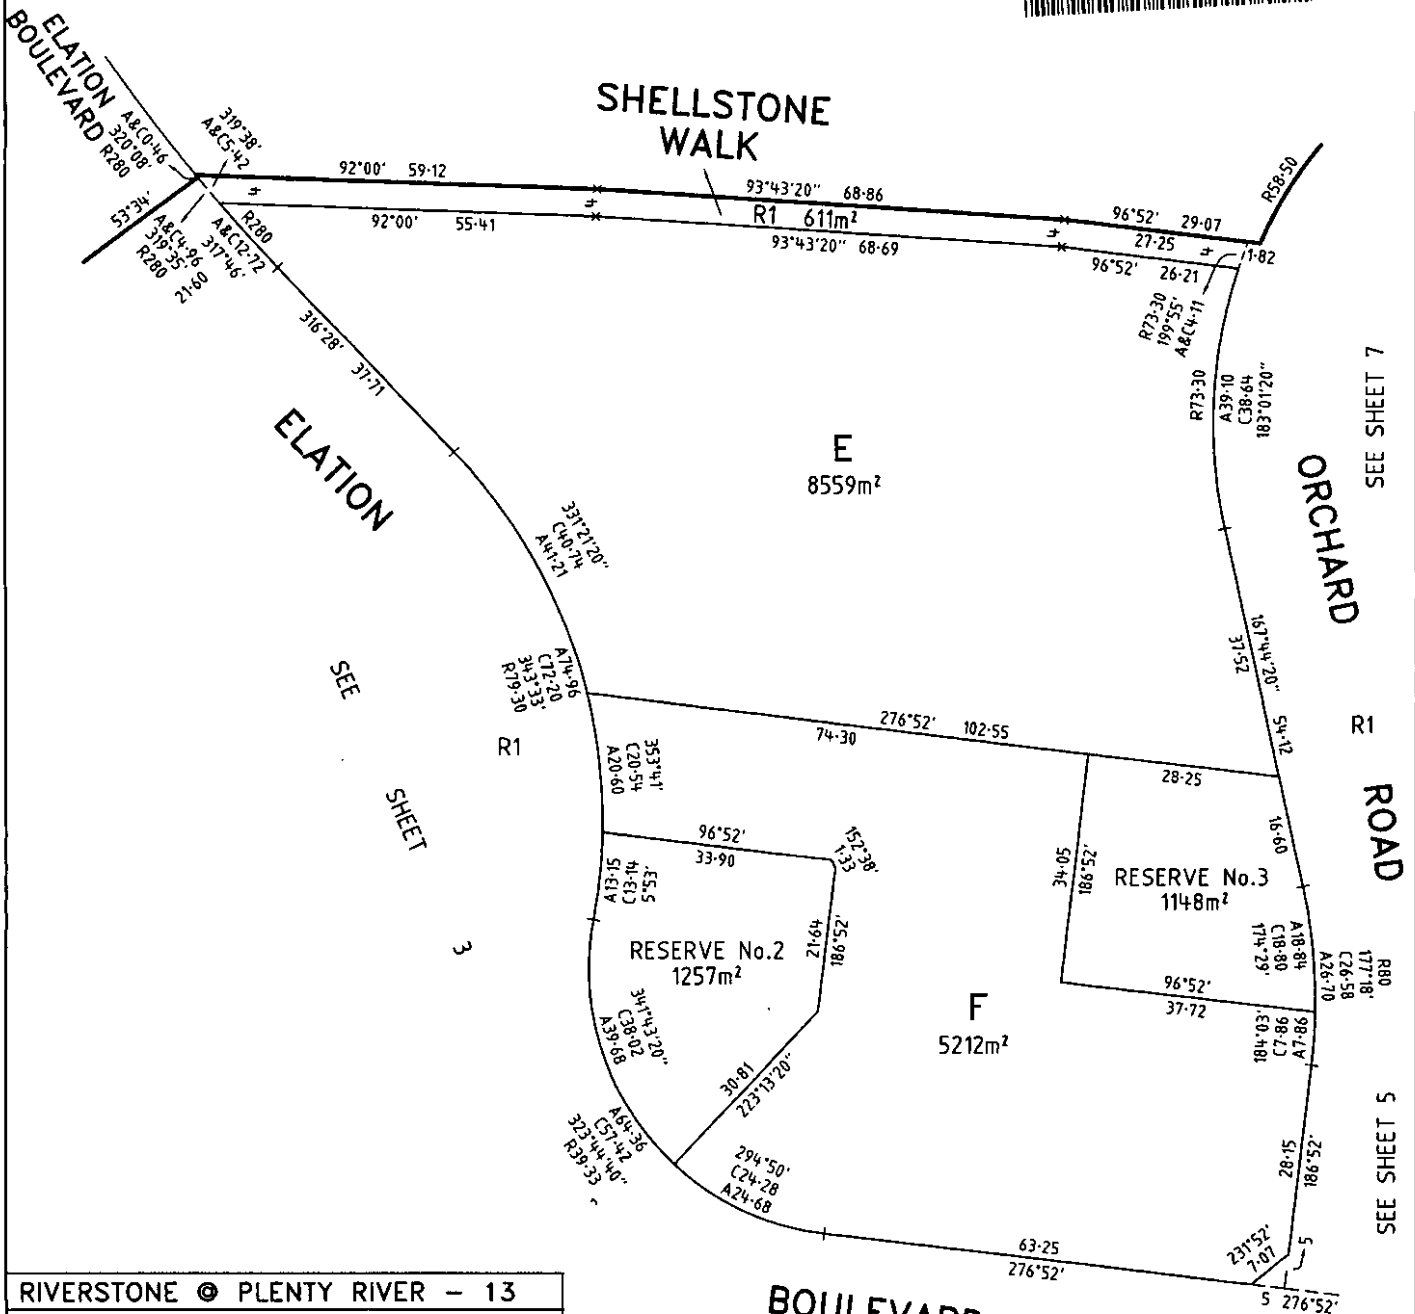 ELATION
BOULEVARD
A&C0·46
320°08'
R280
319°38'
A&C5·42
SHELLSTONE
WALK
53°34'
A&C4·96
319°35'
R280
21·60
R280
A&C12·72
317°46'
4
92°00' 59·12
92°00' 55·41
4
93°43'20" 68·86
R1 611m²
93°43'20" 68·69
4
96°52' 29·07
27·25
4
1·82
96°52' 26·21
R58·50
R73·30
199°55'
A&C4·11
316°28' 37·71
ELATION
E
8559m²
R73·30
A39·10
C38·64
183°01'20"
SEE SHEET 7
ORCHARD
331°21'20"
C40·74
A41·21
167°44'20"
37·52
54·12
A74·96
C72·20
343°33'
R79·30
SEE
SHEET
3
R1
276°52' 102·55
74·30
28·25
R1
ROAD
353°41'
C20·54
A20·60
96°52'
33·90
152°38'
1·33
34·05
186°52'
RESERVE No.3
1148m²
16·60
A13·15
C13·14
5°53'
RESERVE No.2
1257m²
21·64
186°52'
A18·84
C18·80
174°29'
R80
177°18'
C26·58
A26·70
96°52'
37·72
F
5212m²
A7·86
C7·86
184°03'
341°43'20"
C38·02
A39·68
30·81
223°13'20"
A64·36
C57·42
323°44'40"
R39·33
294°50'
C24·28
A24·68
28·15
186°52'
SEE SHEET 5
63·25
276°52'
231°52'
7·07
5
5 276°52'
RIVERSTONE @ PLENTY RIVER - 13
BOULEVARD